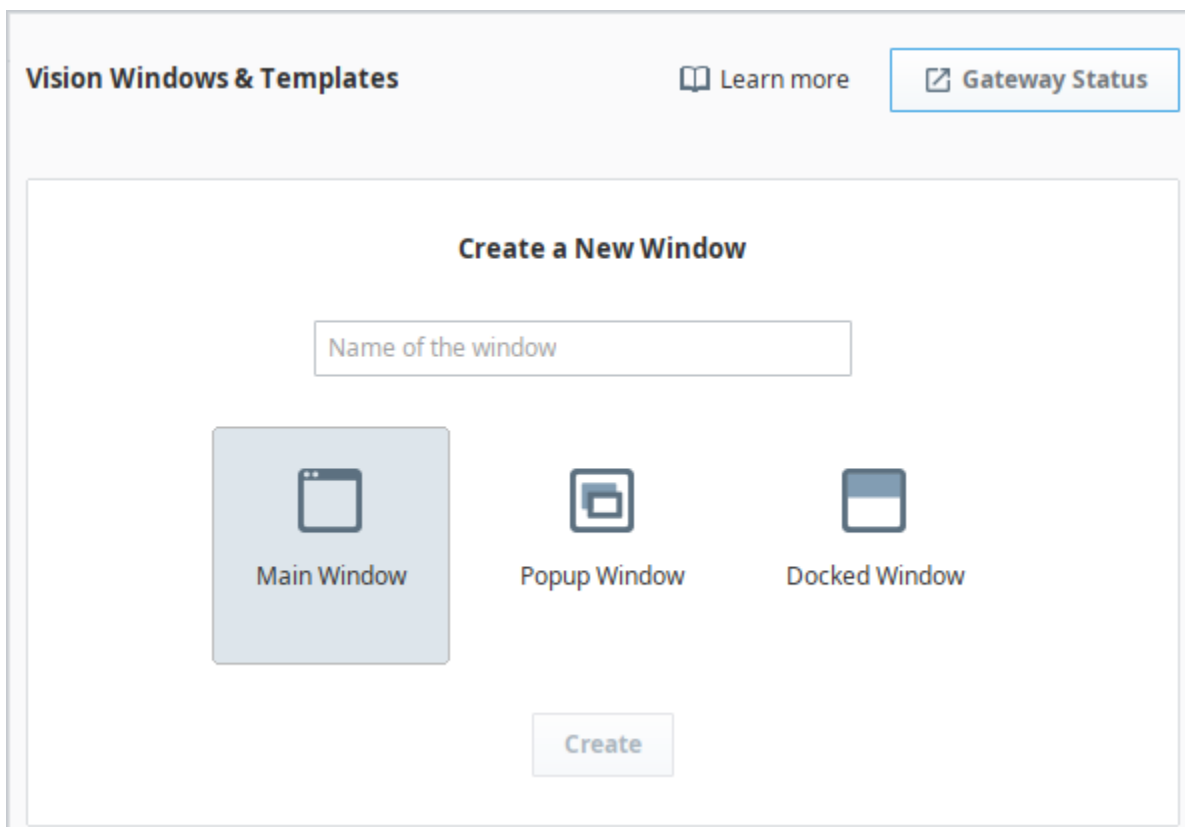 Vision Windows & Templates
Learn more
Gateway Status
Create a New Window
Name of the window
Main Window
Popup Window
Docked Window
Create